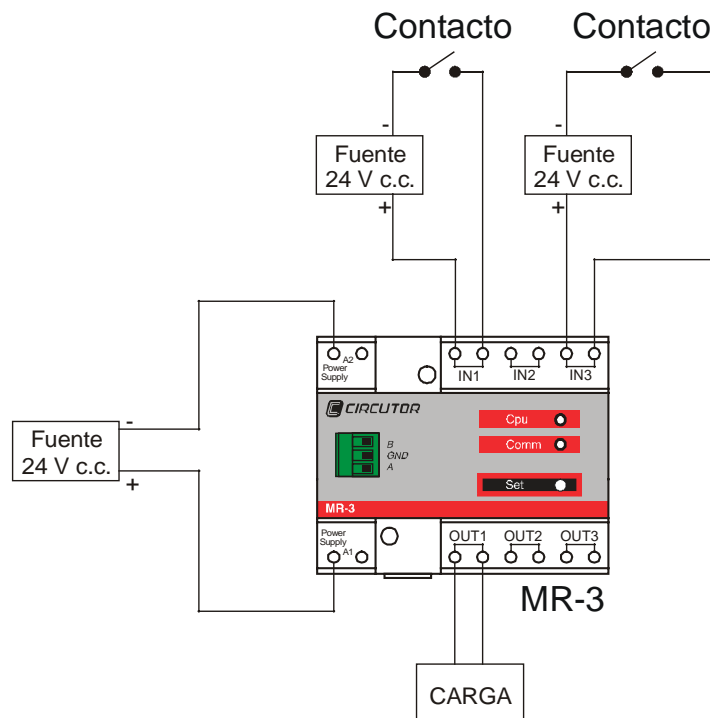 Contacto Contacto
- -
Fuente
24 V c.c.
Fuente
24 V c.c.
+ +
A2
Power
Supply
IN1 IN2 IN3
CIRCUTOR
Cpu
Comm
Set
B
GND
A
-
Fuente
24 V c.c.
+
MR-3
Power
Supply
A1
OUT1 OUT2 OUT3
MR-3
CARGA